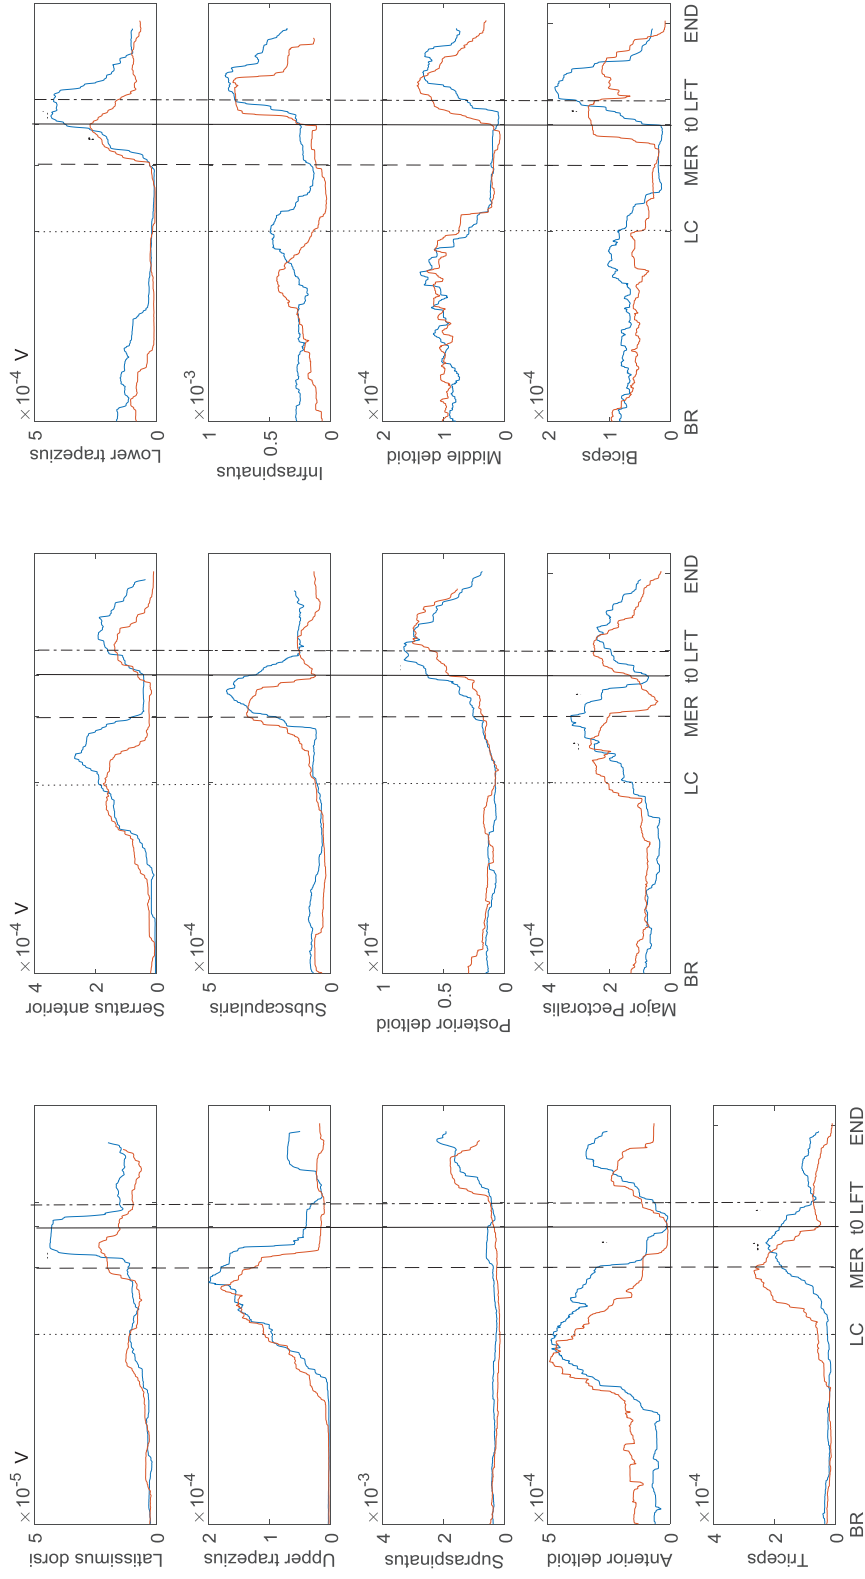 ×10-5 V
5
0
Latissimus dorsi
×10-4
2
1
0
Upper trapezius
×10-3
4
2
0
Supraspinatus
×10-4
5
0
Anterior deltoid
×10-4
4
2
0
Triceps
BR LC MER t0 LFT END
×10-4 V
4
2
0
Serratus anterior
×10-4
5
0
Subscapularis
×10-4
1
0.5
0
Posterior deltoid
×10-4
4
2
0
Major Pectoralis
BR LC MER t0 LFT END
×10-4 V
5
0
Lower trapezius
×10-3
1
0.5
0
Infraspinatus
×10-4
2
1
0
Middle deltoid
×10-4
2
1
0
Biceps
BR LC MER t0 LFT END